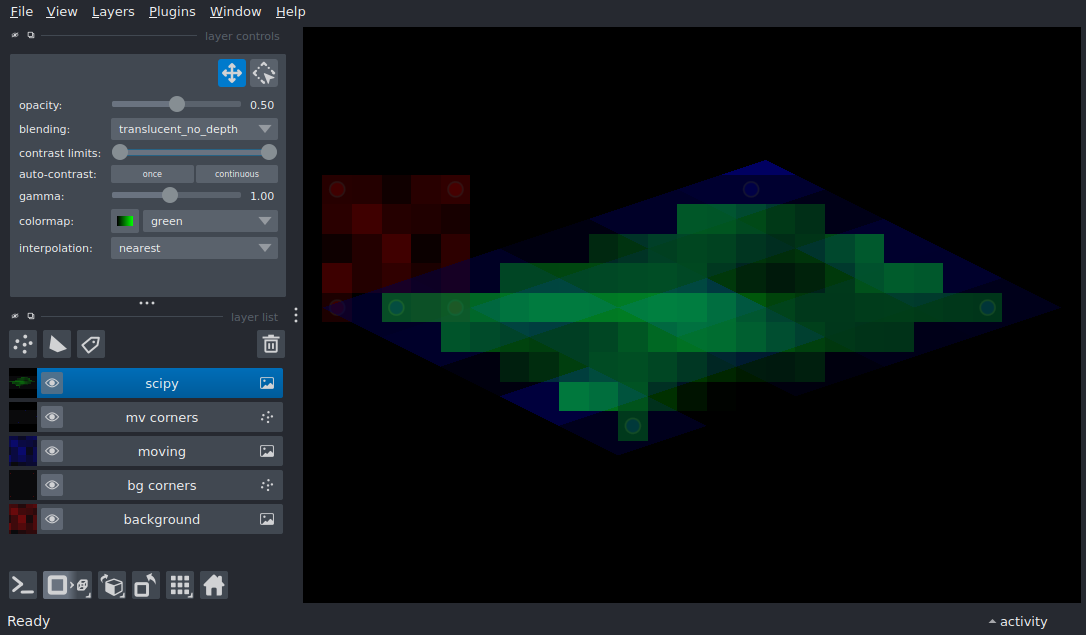 File View Layers Plugins Window Help
layer controls
opacity: 0.50
blending: translucent_no_depth
contrast limits:
auto-contrast: once continuous
gamma: 1.00
colormap: green
interpolation: nearest
layer list
scipy
mv corners
moving
bg corners
background
Ready
activity